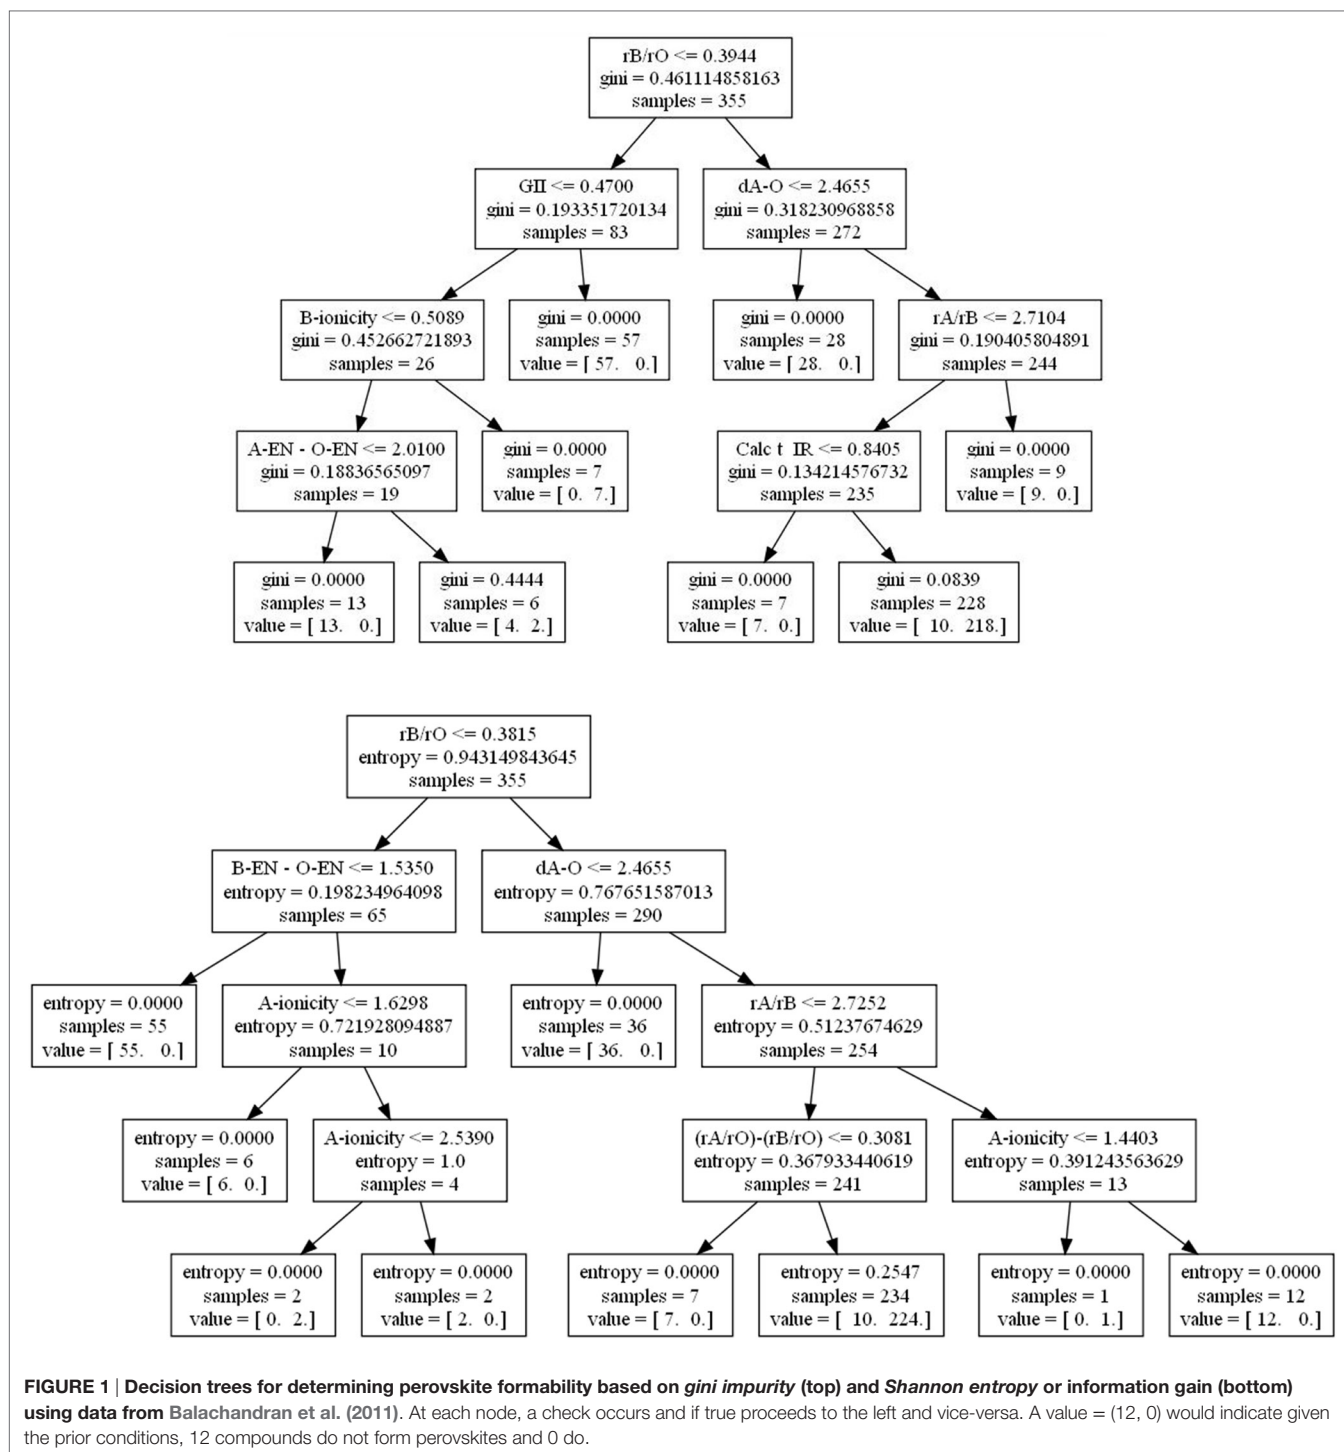 rB/rO <= 0.3944
gini = 0.461114858163
samples = 355
GII <= 0.4700
gini = 0.193351720134
samples = 83
dA-O <= 2.4655
gini = 0.318230968858
samples = 272
B-ionicity <= 0.5089
gini = 0.452662721893
samples = 26
gini = 0.0000
samples = 57
value = [ 57. 0.]
gini = 0.0000
samples = 28
value = [ 28. 0.]
rA/rB <= 2.7104
gini = 0.190405804891
samples = 244
A-EN - O-EN <= 2.0100
gini = 0.18836565097
samples = 19
gini = 0.0000
samples = 7
value = [ 0. 7.]
Calc t IR <= 0.8405
gini = 0.134214576732
samples = 235
gini = 0.0000
samples = 9
value = [ 9. 0.]
gini = 0.0000
samples = 13
value = [ 13. 0.]
gini = 0.4444
samples = 6
value = [ 4. 2.]
gini = 0.0000
samples = 7
value = [ 7. 0.]
gini = 0.0839
samples = 228
value = [ 10. 218.]
rB/rO <= 0.3815
entropy = 0.943149843645
samples = 355
B-EN - O-EN <= 1.5350
entropy = 0.198234964098
samples = 65
dA-O <= 2.4655
entropy = 0.767651587013
samples = 290
entropy = 0.0000
samples = 55
value = [ 55. 0.]
A-ionicity <= 1.6298
entropy = 0.721928094887
samples = 10
entropy = 0.0000
samples = 36
value = [ 36. 0.]
rA/rB <= 2.7252
entropy = 0.51237674629
samples = 254
entropy = 0.0000
samples = 6
value = [ 6. 0.]
A-ionicity <= 2.5390
entropy = 1.0
samples = 4
(rA/rO)-(rB/rO) <= 0.3081
entropy = 0.367933440619
samples = 241
A-ionicity <= 1.4403
entropy = 0.391243563629
samples = 13
entropy = 0.0000
samples = 2
value = [ 0. 2.]
entropy = 0.0000
samples = 2
value = [ 2. 0.]
entropy = 0.0000
samples = 7
value = [ 7. 0.]
entropy = 0.2547
samples = 234
value = [ 10. 224.]
entropy = 0.0000
samples = 1
value = [ 0. 1.]
entropy = 0.0000
samples = 12
value = [ 12. 0.]
FIGURE 1 | Decision trees for determining perovskite formability based on gini impurity (top) and Shannon entropy or information gain (bottom)
using data from Balachandran et al. (2011). At each node, a check occurs and if true proceeds to the left and vice-versa. A value = (12, 0) would indicate given
the prior conditions, 12 compounds do not form perovskites and 0 do.